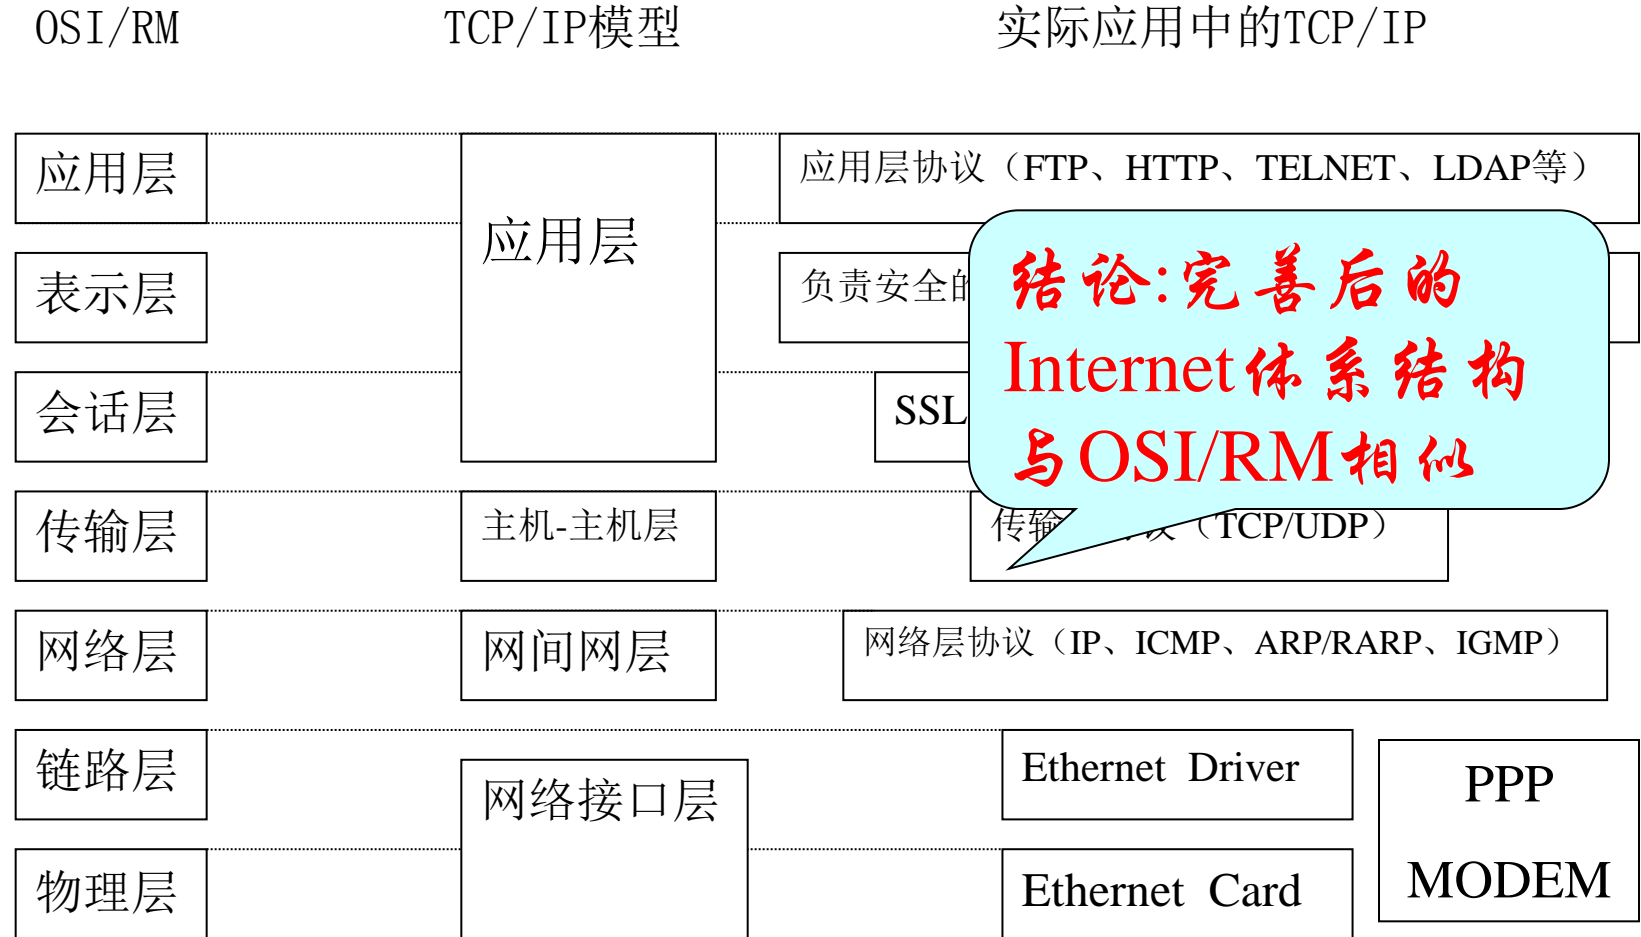 OSI/RM
TCP/IP模型
实际应用中的TCP/IP
应用层
应用层
应用层协议（FTP、HTTP、TELNET、LDAP等）
表示层
负责安全的
会话层
SSL
结论:完善后的
Internet体系结构
与OSI/RM相似
传输层
主机-主机层
传输
（TCP/UDP）
网络层
网间网层
网络层协议（IP、ICMP、ARP/RARP、IGMP）
链路层
网络接口层
Ethernet Driver
PPP
MODEM
物理层
Ethernet Card